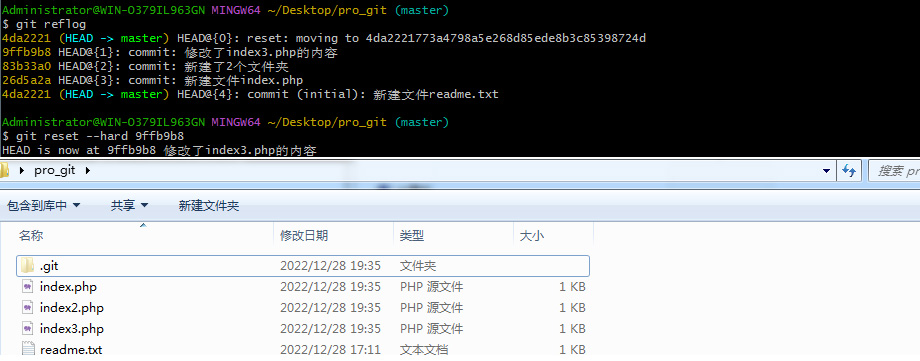 Administrator@WIN-O379IL963GN MINGW64 ~/Desktop/pro_git (master)
$ git reflog
4da2221 (HEAD -> master) HEAD@{0}: reset: moving to 4da2221773a4798a5e268d85ede8b3c85398724d
9ffb9b8 HEAD@{1}: commit: 修改了index3.php的内容
83b33a0 HEAD@{2}: commit: 新建了2个文件夹
26d5a2a HEAD@{3}: commit: 新建文件index.php
4da2221 (HEAD -> master) HEAD@{4}: commit (initial): 新建文件readme.txt
Administrator@WIN-O379IL963GN MINGW64 ~/Desktop/pro_git (master)
$ git reset --hard 9ffb9b8
HEAD is now at 9ffb9b8 修改了index3.php的内容
pro_git 搜索 pr
包含到库中 共享 新建文件夹
名称 修改日期 类型 大小
.git 2022/12/28 19:35 文件夹
index.php 2022/12/28 19:35 PHP 源文件 1 KB
index2.php 2022/12/28 19:35 PHP 源文件 1 KB
index3.php 2022/12/28 19:35 PHP 源文件 1 KB
readme.txt 2022/12/28 17:11 文本文档 1 KB